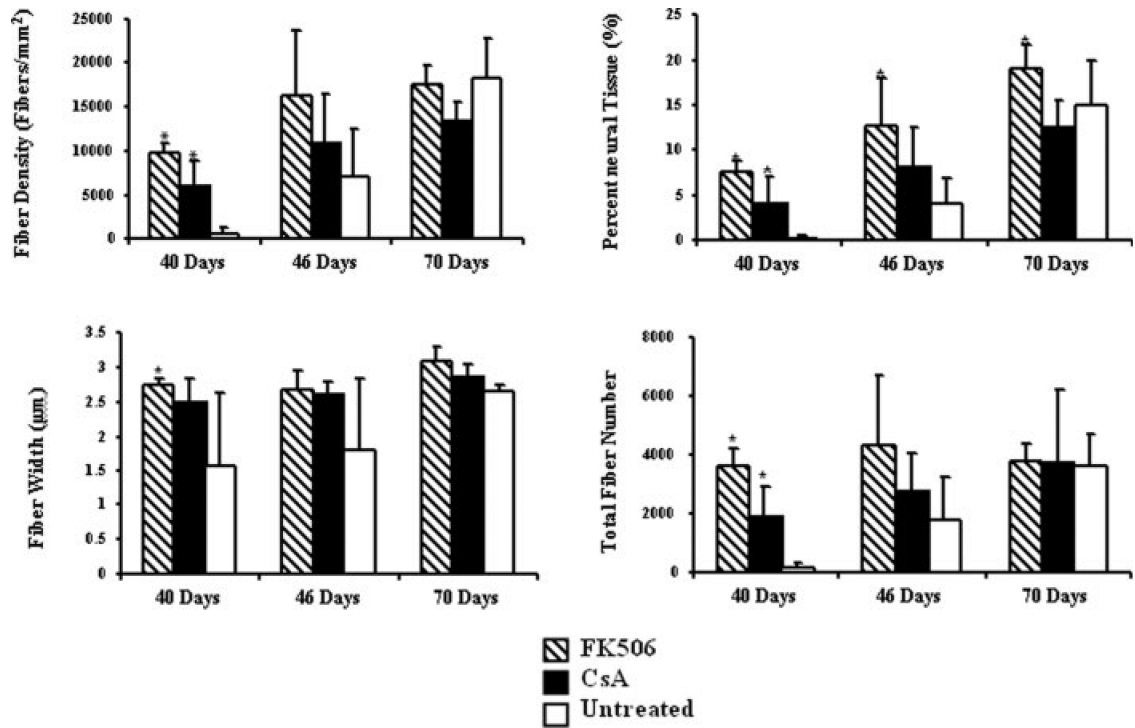 Fiber Density (Fibers/mm²)
25000
20000
15000
10000
5000
0
*
*
40 Days
46 Days
70 Days
Percent neural Tissue (%)
25
20
15
10
5
0
*
*
*
*
40 Days
46 Days
70 Days
Fiber Width (µm)
3.5
3
2.5
2
1.5
1
0.5
0
*
40 Days
46 Days
70 Days
Total Fiber Number
8000
6000
4000
2000
0
*
*
40 Days
46 Days
70 Days
FK506
CsA
Untreated